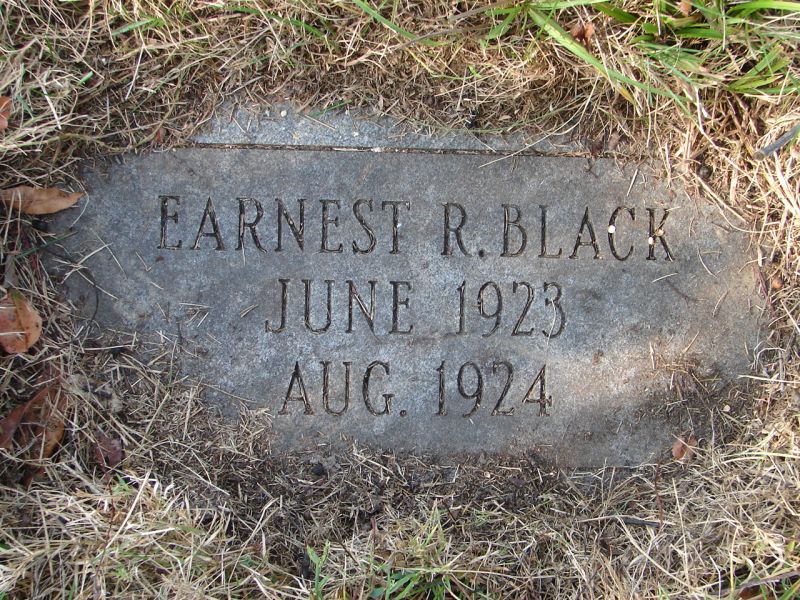 EARNEST R. BLACK
JUNE 1923
AUG. 1924